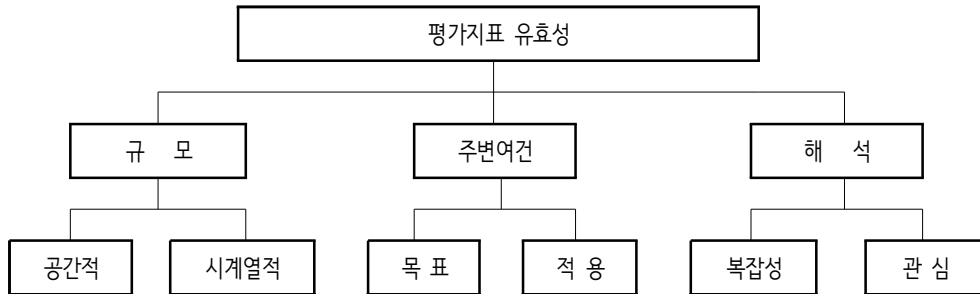 평가지표 유효성
규 모
주변여건
해 석
공간적
시계열적
목 표
적 용
복잡성
관 심